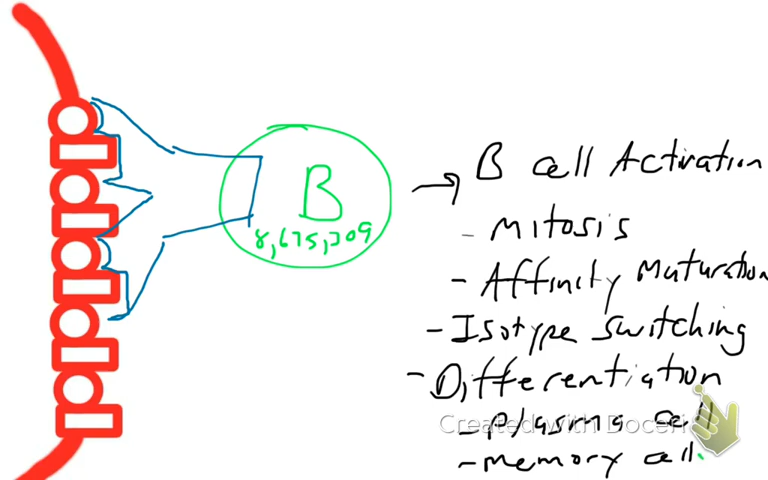 B
8,675,309
→ B cell Activation
- Mitosis
- Affinity Maturation
- Isotype switching
- Differentiation
- Plasma cell
- memory cell
Created with Doceri